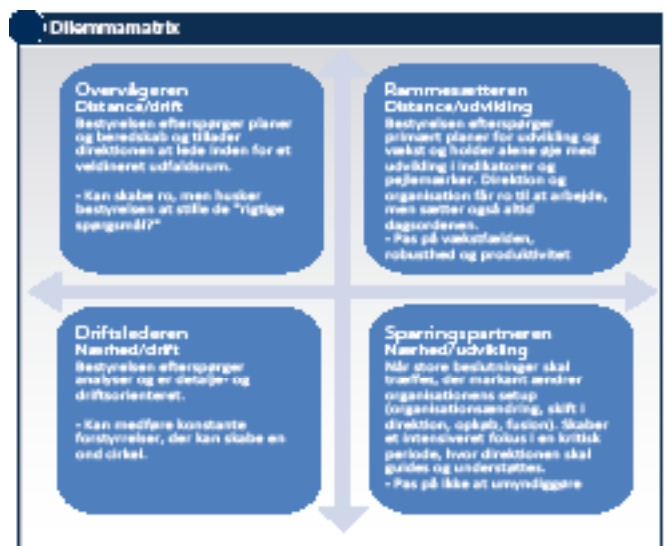 Dilemmamatrix
Overvågeren
Distance/drift
Bestyrelsen efterspørger planer
og beredskab og tillader
direktionen at lede inden for et
veldineret udfaldsrum.
- Kan skabe ro, men husker
bestyrelsen at stille de "rigtige
spørgsmål?"
Rammesætteren
Distance/udvikling
Bestyrelsen efterspørger
primært planer for udvikling og
vækst og holder alene øje med
udvikling i indikatorer og
pejlemærker. Direktion og
organisation får ro til at arbejde,
men sætter også altid
dagsordenen.
- Pas på vækstfælden,
robusthed og produktivitet
Driftslederen
Nærhed/drift
Bestyrelsen efterspørger
analyser og er detalje- og
driftsorienteret.
- Kan medføre konstante
forstyrrelser, der kan skabe en
ond cirkel.
Sparringspartneren
Nærhed/udvikling
Når store beslutninger skal
træffes, der markant ændrer
organisationens setup
(organisationsændring, skift i
direktion, opkøb, fusion). Skaber
et intensiveret fokus i en kritisk
periode, hvor direktionen skal
guides og understøttes.
- Pas på ikke at umyndiggøre